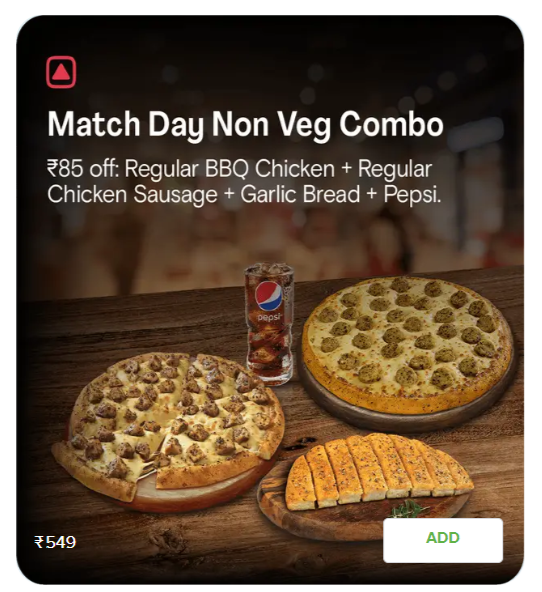 Match Day Non Veg Combo
₹85 off: Regular BBQ Chicken + Regular
Chicken Sausage + Garlic Bread + Pepsi.
pepsi
₹549
ADD